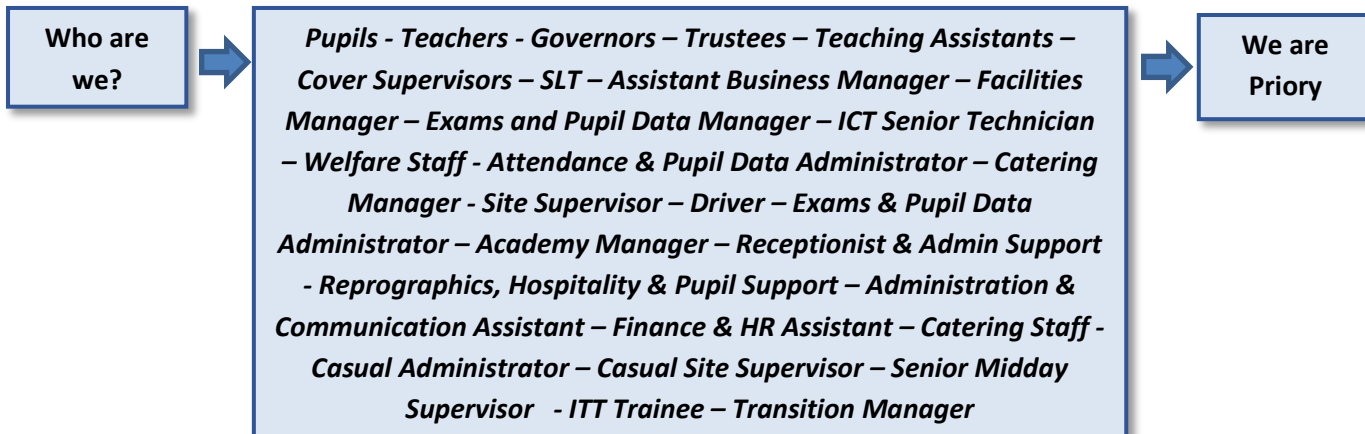 Who are
we?
Pupils - Teachers - Governors – Trustees – Teaching Assistants –
Cover Supervisors – SLT – Assistant Business Manager – Facilities
Manager – Exams and Pupil Data Manager – ICT Senior Technician
– Welfare Staff - Attendance & Pupil Data Administrator – Catering
Manager - Site Supervisor – Driver – Exams & Pupil Data
Administrator – Academy Manager – Receptionist & Admin Support
- Reprographics, Hospitality & Pupil Support – Administration &
Communication Assistant – Finance & HR Assistant – Catering Staff -
Casual Administrator – Casual Site Supervisor – Senior Midday
Supervisor - ITT Trainee – Transition Manager
We are
Priory